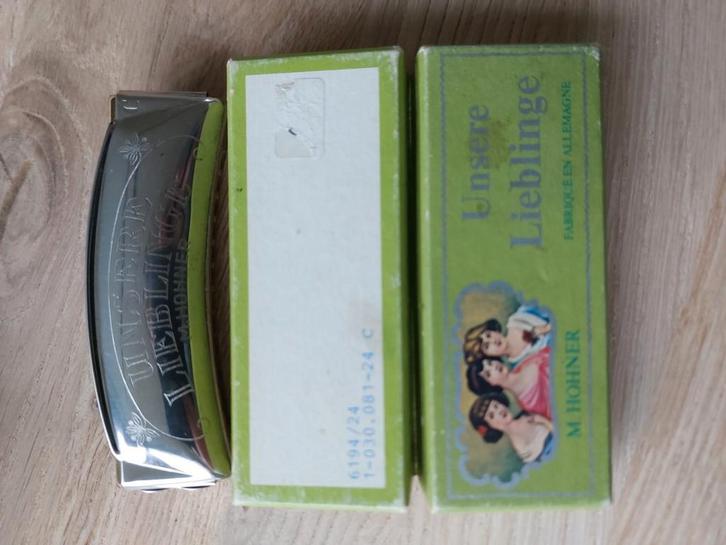 C
UNSERE
LIEBLINGE
M. HOHNER
6194/24
1-030.081-24 C
Unsere
Lieblinge
FABRIQUÉ EN ALLEMAGNE
M. HOHNER